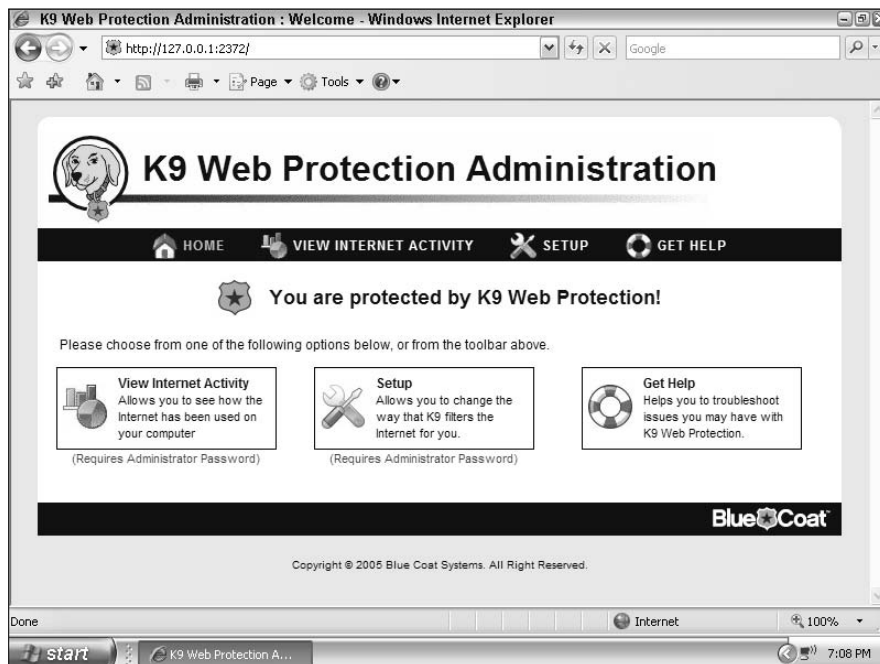 K9 Web Protection Administration : Welcome - Windows Internet Explorer
http://127.0.0.1:2372/
Google
Page
Tools
K9 Web Protection Administration
HOME
VIEW INTERNET ACTIVITY
SETUP
GET HELP
You are protected by K9 Web Protection!
Please choose from one of the following options below, or from the toolbar above.
View Internet Activity
Allows you to see how the
Internet has been used on
your computer
(Requires Administrator Password)
Setup
Allows you to change the
way that K9 filters the
Internet for you.
(Requires Administrator Password)
Get Help
Helps you to troubleshoot
issues you may have with
K9 Web Protection.
Blue Coat
Copyright © 2005 Blue Coat Systems. All Right Reserved.
Done
Internet
100%
start
K9 Web Protection A...
7:08 PM